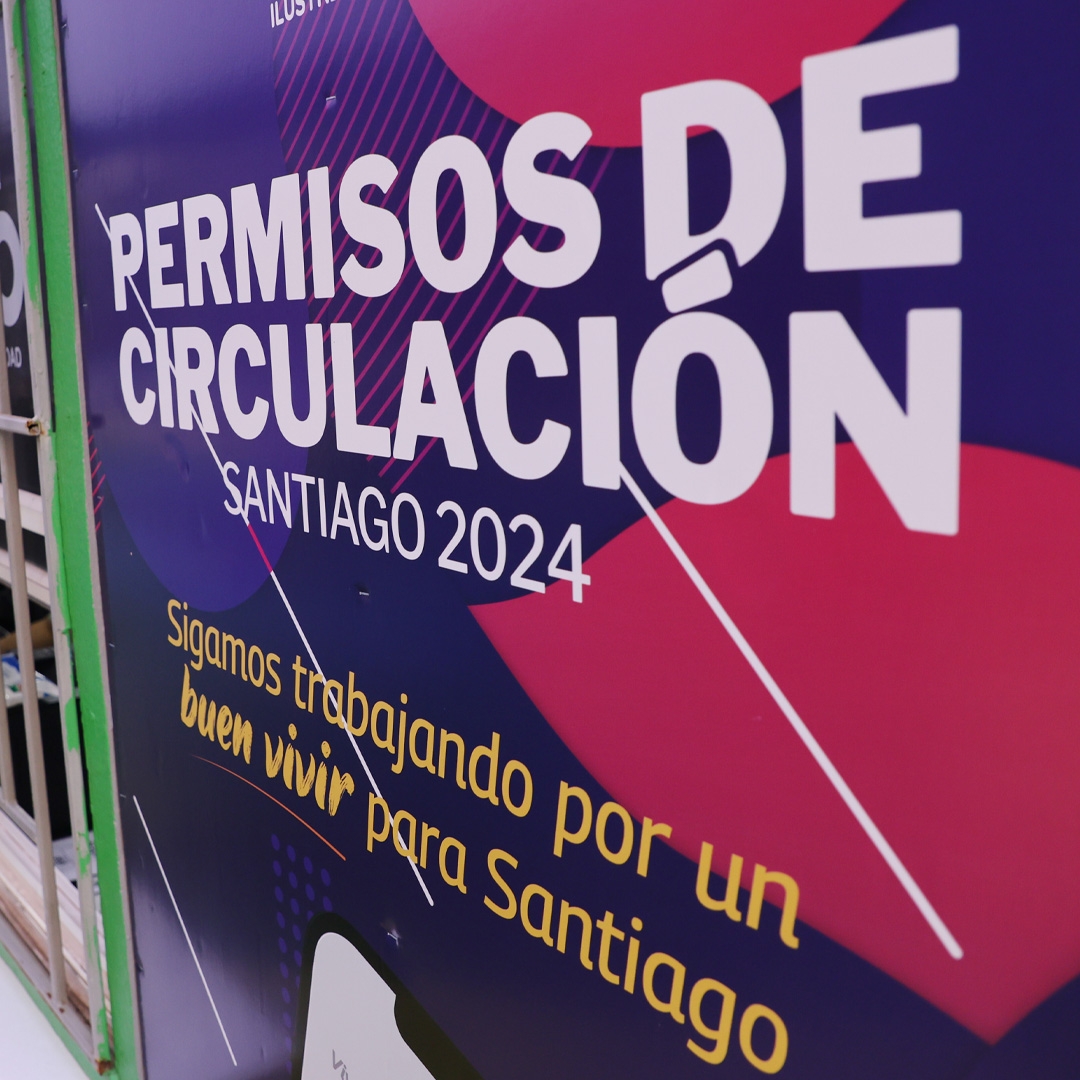 PERMISOS DE
CIRCULACIÓN
SANTIAGO 2024
Sigamos trabajando por un
buen vivir para Santiago